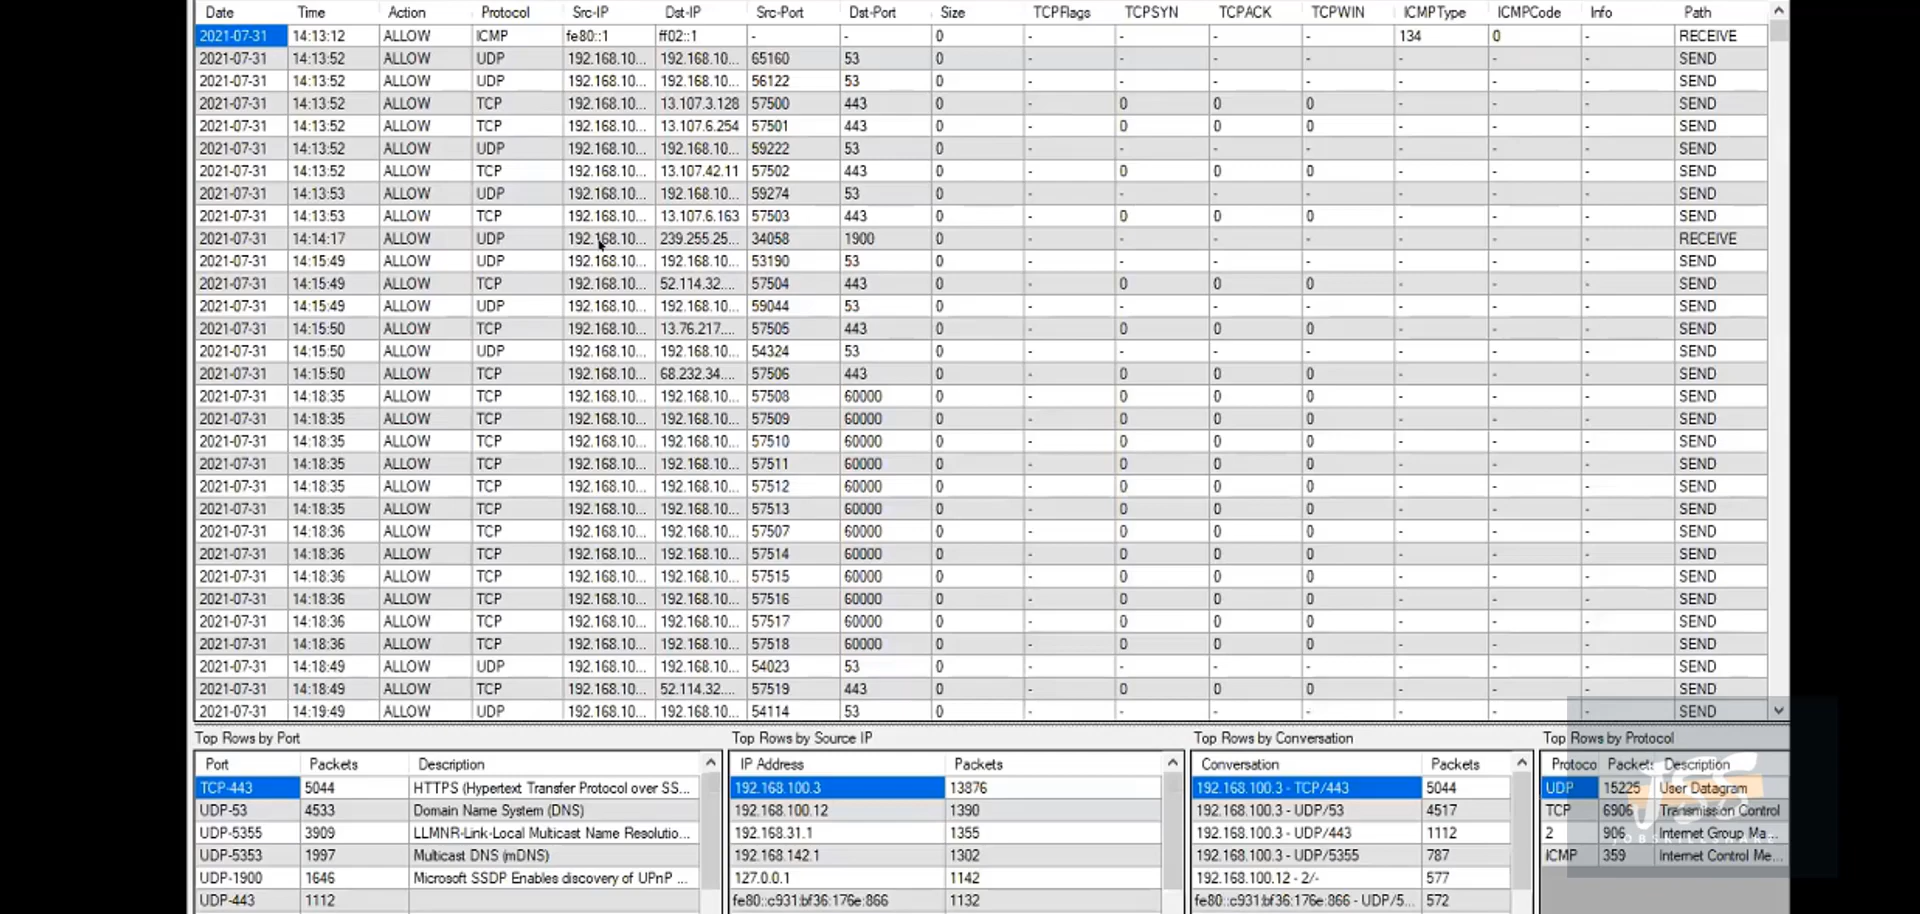 Date Time Action Protocol Src-IP Dst-IP Src-Port Dst-Port Size TCPFlags TCPSYN TCPACK TCPWIN ICMPType ICMPCode Info Path
2021-07-31 14:13:12 ALLOW ICMP fe80::1 ff02::1 - - 0 - - - - 134 0 - RECEIVE
2021-07-31 14:13:52 ALLOW UDP 192.168.10... 192.168.10... 65160 53 0 - - - - - - - SEND
2021-07-31 14:13:52 ALLOW UDP 192.168.10... 192.168.10... 56122 53 0 - - - - - - - SEND
2021-07-31 14:13:52 ALLOW TCP 192.168.10... 13.107.3.128 57500 443 0 - 0 0 0 - - - SEND
2021-07-31 14:13:52 ALLOW TCP 192.168.10... 13.107.6.254 57501 443 0 - 0 0 0 - - - SEND
2021-07-31 14:13:52 ALLOW UDP 192.168.10... 192.168.10... 59222 53 0 - - - - - - - SEND
2021-07-31 14:13:52 ALLOW TCP 192.168.10... 13.107.42.11 57502 443 0 - 0 0 0 - - - SEND
2021-07-31 14:13:53 ALLOW UDP 192.168.10... 192.168.10... 59274 53 0 - - - - - - - SEND
2021-07-31 14:13:53 ALLOW TCP 192.168.10... 13.107.6.163 57503 443 0 - 0 0 0 - - - SEND
2021-07-31 14:14:17 ALLOW UDP 192.168.10... 239.255.25... 34058 1900 0 - - - - - - - RECEIVE
2021-07-31 14:15:49 ALLOW UDP 192.168.10... 192.168.10... 53190 53 0 - - - - - - - SEND
2021-07-31 14:15:49 ALLOW TCP 192.168.10... 52.114.32.... 57504 443 0 - 0 0 0 - - - SEND
2021-07-31 14:15:49 ALLOW UDP 192.168.10... 192.168.10... 59044 53 0 - - - - - - - SEND
2021-07-31 14:15:50 ALLOW TCP 192.168.10... 13.76.217.... 57505 443 0 - 0 0 0 - - - SEND
2021-07-31 14:15:50 ALLOW UDP 192.168.10... 192.168.10... 54324 53 0 - - - - - - - SEND
2021-07-31 14:15:50 ALLOW TCP 192.168.10... 68.232.34.... 57506 443 0 - 0 0 0 - - - SEND
2021-07-31 14:18:35 ALLOW TCP 192.168.10... 192.168.10... 57508 60000 0 - 0 0 0 - - - SEND
2021-07-31 14:18:35 ALLOW TCP 192.168.10... 192.168.10... 57509 60000 0 - 0 0 0 - - - SEND
2021-07-31 14:18:35 ALLOW TCP 192.168.10... 192.168.10... 57510 60000 0 - 0 0 0 - - - SEND
2021-07-31 14:18:35 ALLOW TCP 192.168.10... 192.168.10... 57511 60000 0 - 0 0 0 - - - SEND
2021-07-31 14:18:35 ALLOW TCP 192.168.10... 192.168.10... 57512 60000 0 - 0 0 0 - - - SEND
2021-07-31 14:18:35 ALLOW TCP 192.168.10... 192.168.10... 57513 60000 0 - 0 0 0 - - - SEND
2021-07-31 14:18:36 ALLOW TCP 192.168.10... 192.168.10... 57507 60000 0 - 0 0 0 - - - SEND
2021-07-31 14:18:36 ALLOW TCP 192.168.10... 192.168.10... 57514 60000 0 - 0 0 0 - - - SEND
2021-07-31 14:18:36 ALLOW TCP 192.168.10... 192.168.10... 57515 60000 0 - 0 0 0 - - - SEND
2021-07-31 14:18:36 ALLOW TCP 192.168.10... 192.168.10... 57516 60000 0 - 0 0 0 - - - SEND
2021-07-31 14:18:36 ALLOW TCP 192.168.10... 192.168.10... 57517 60000 0 - 0 0 0 - - - SEND
2021-07-31 14:18:36 ALLOW TCP 192.168.10... 192.168.10... 57518 60000 0 - 0 0 0 - - - SEND
2021-07-31 14:18:49 ALLOW UDP 192.168.10... 192.168.10... 54023 53 0 - - - - - - - SEND
2021-07-31 14:18:49 ALLOW TCP 192.168.10... 52.114.32.... 57519 443 0 - 0 0 0 - - - SEND
2021-07-31 14:19:49 ALLOW UDP 192.168.10... 192.168.10... 54114 53 0 - - - - - - - SEND
Top Rows by Port
Port Packets Description
TCP-443 5044 HTTPS (Hypertext Transfer Protocol over SS...
UDP-53 4533 Domain Name System (DNS)
UDP-5355 3909 LLMNR-Link-Local Multicast Name Resolutio...
UDP-5353 1997 Multicast DNS (mDNS)
UDP-1900 1646 Microsoft SSDP Enables discovery of UPnP ...
UDP-443 1112
Top Rows by Source IP
IP Address Packets
192.168.100.3 13876
192.168.100.12 1390
192.168.31.1 1355
192.168.142.1 1302
127.0.0.1 1142
fe80::c931:bf36:176e:866 1132
Top Rows by Conversation
Conversation Packets
192.168.100.3 - TCP/443 5044
192.168.100.3 - UDP/53 4517
192.168.100.3 - UDP/443 1112
192.168.100.3 - UDP/5355 787
192.168.100.12 - 2/- 577
fe80::c931:bf36:176e:866 - UDP/5... 572
Top Rows by Protocol
Protoco Packets Description
UDP 15225 User Datagram
TCP 6906 Transmission Control
2 906 Internet Group Ma...
ICMP 359 Internet Control Me...
JSS
JOBSKILLSHARE